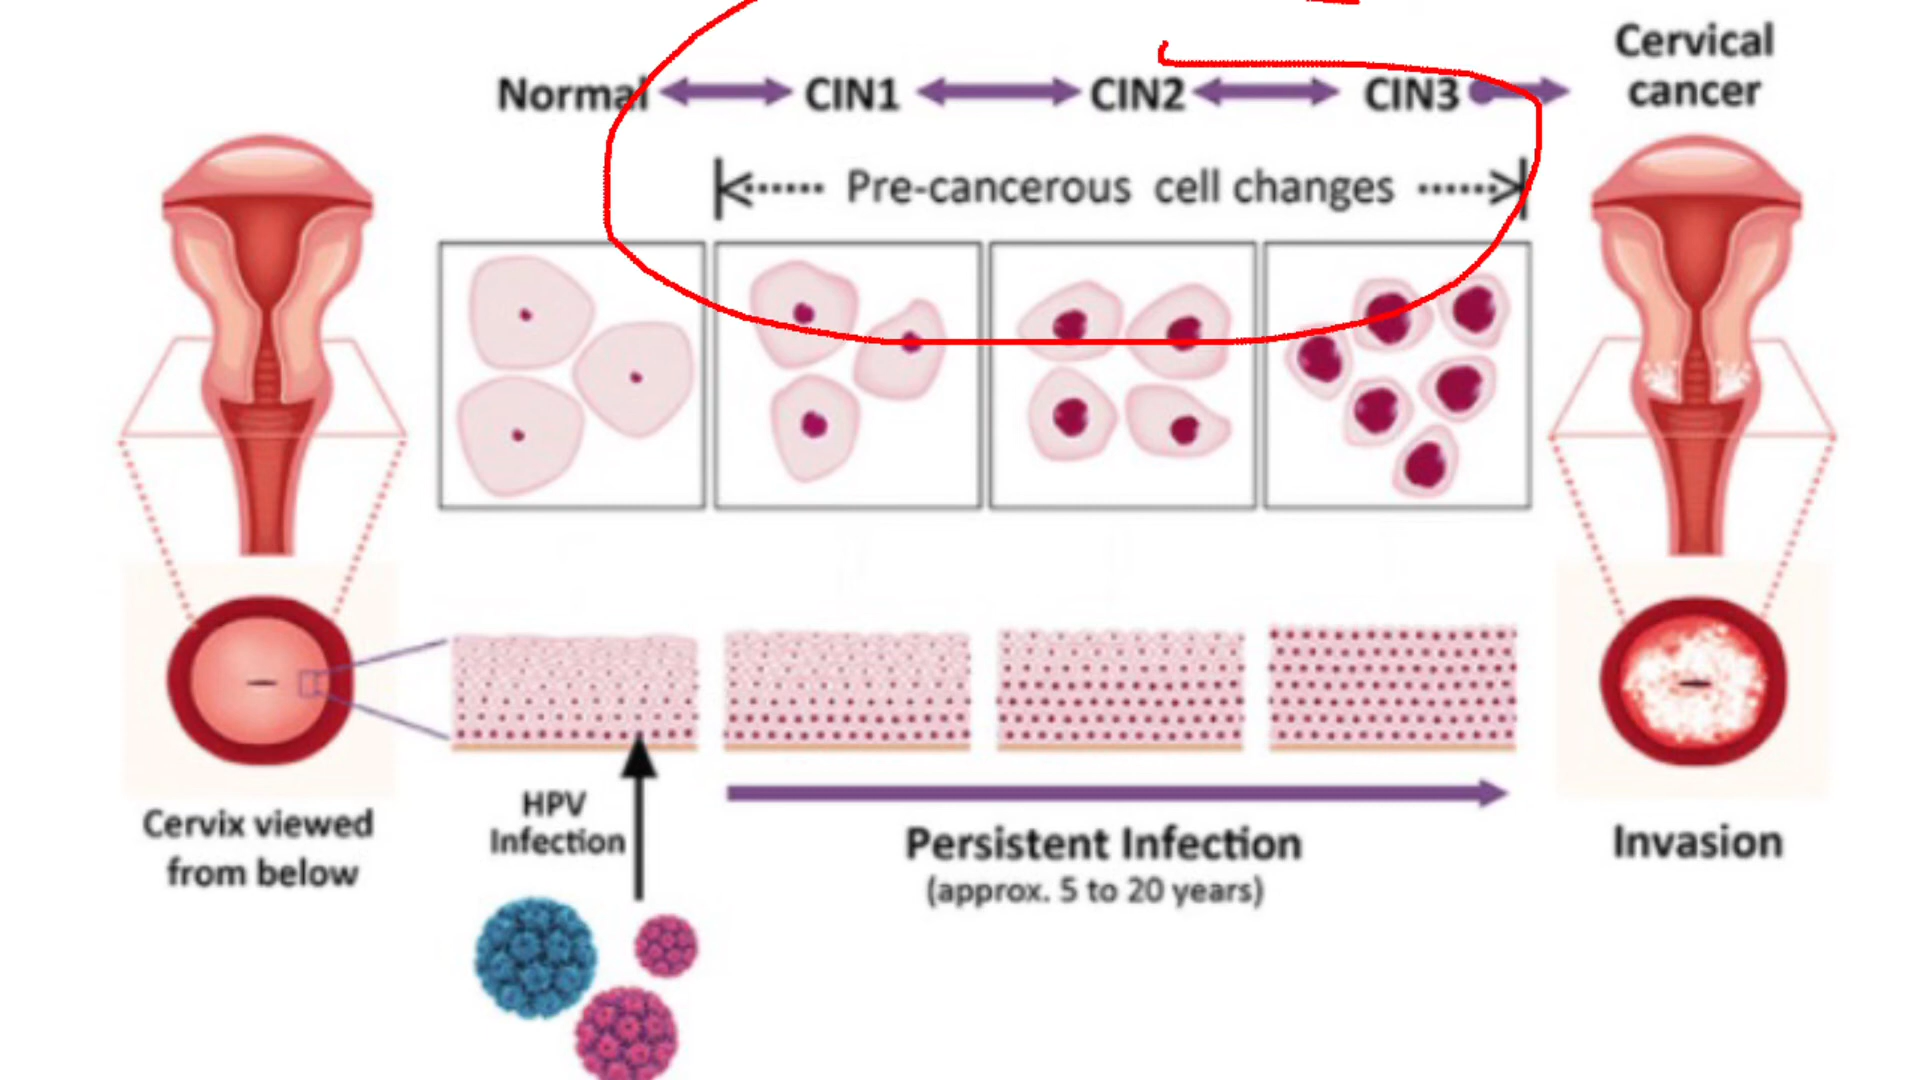 Normal CIN1 CIN2 CIN3
Cervical
cancer
Pre-cancerous cell changes
HPV
Infection
Cervix viewed
from below
Persistent Infection
(approx. 5 to 20 years)
Invasion